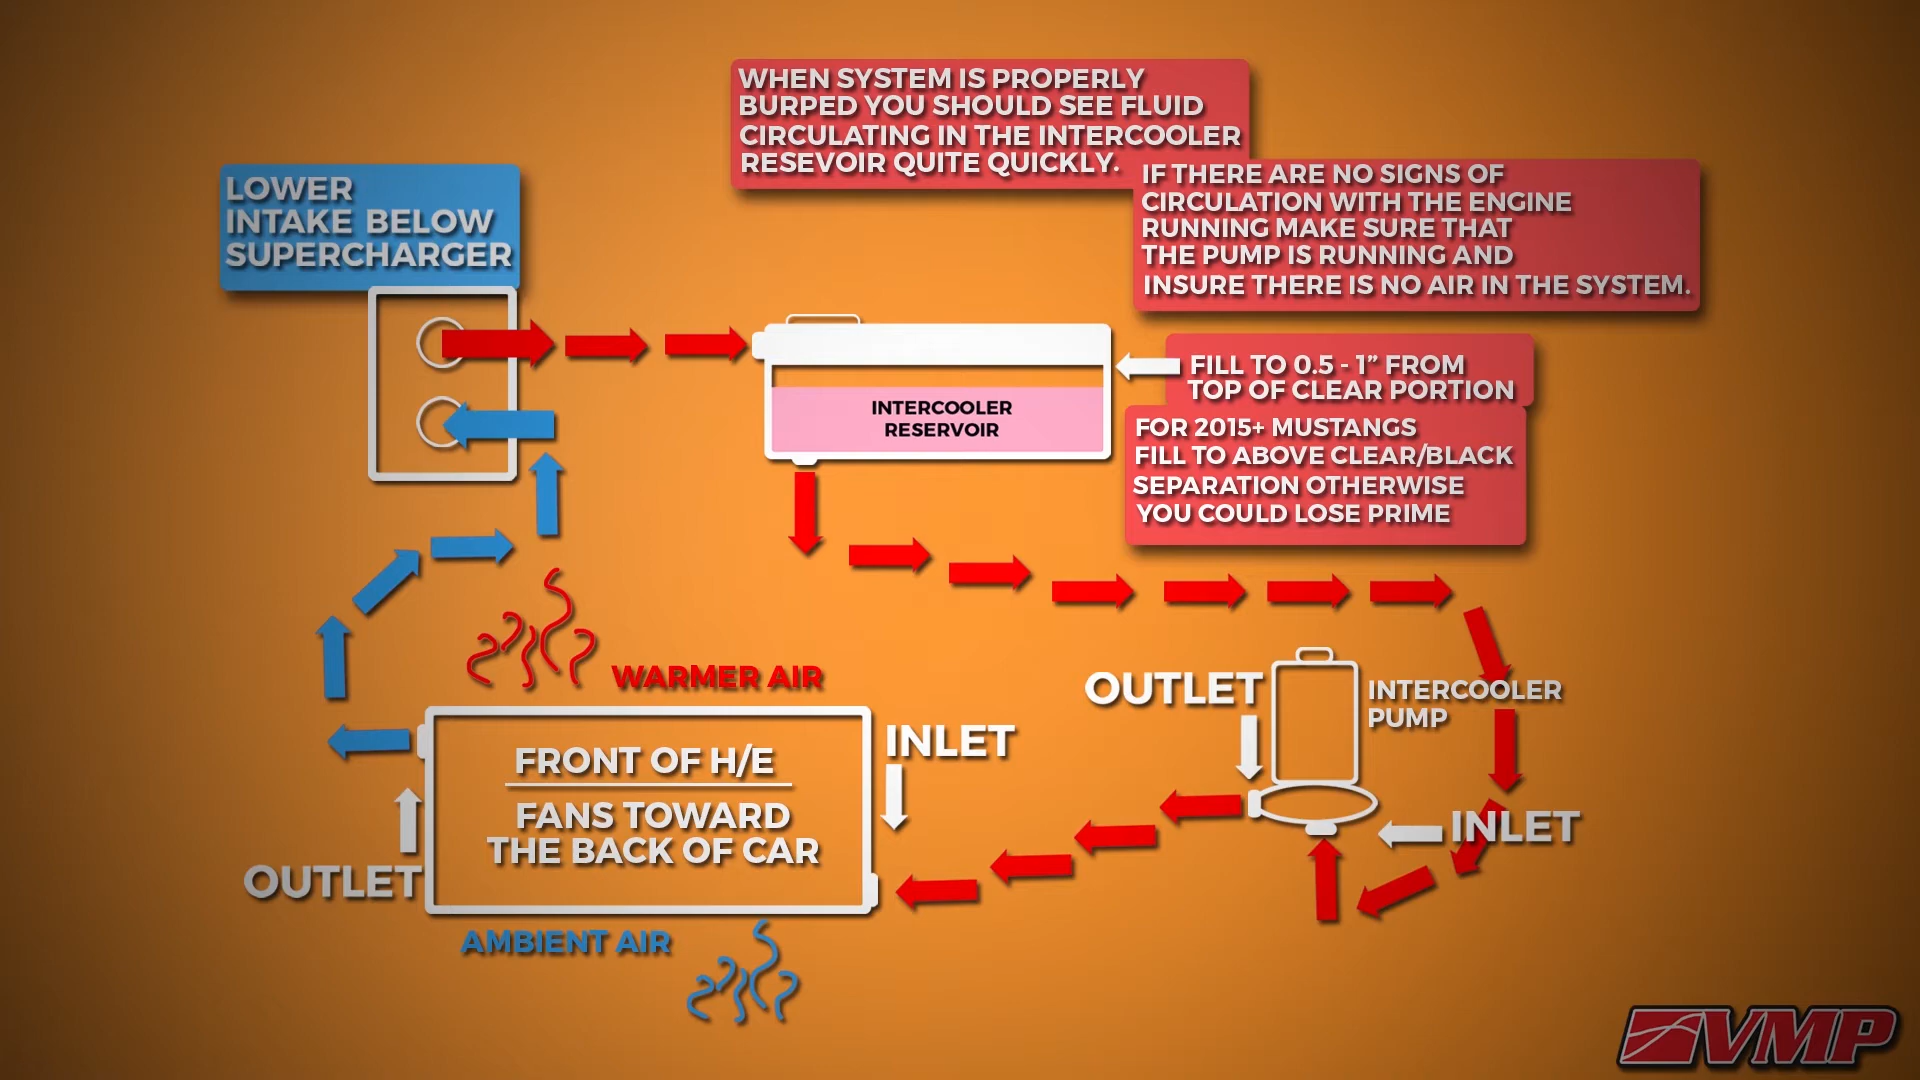 WHEN SYSTEM IS PROPERLY
BURPED YOU SHOULD SEE FLUID
CIRCULATING IN THE INTERCOOLER
RESEVOIR QUITE QUICKLY.
IF THERE ARE NO SIGNS OF
CIRCULATION WITH THE ENGINE
RUNNING MAKE SURE THAT
THE PUMP IS RUNNING AND
INSURE THERE IS NO AIR IN THE SYSTEM.
LOWER
INTAKE BELOW
SUPERCHARGER
FILL TO 0.5 - 1” FROM
TOP OF CLEAR PORTION
INTERCOOLER
RESERVOIR
FOR 2015+ MUSTANGS
FILL TO ABOVE CLEAR/BLACK
SEPARATION OTHERWISE
YOU COULD LOSE PRIME
WARMER AIR
OUTLET
INTERCOOLER
PUMP
INLET
FRONT OF H/E
FANS TOWARD
THE BACK OF CAR
INLET
OUTLET
AMBIENT AIR
VMP